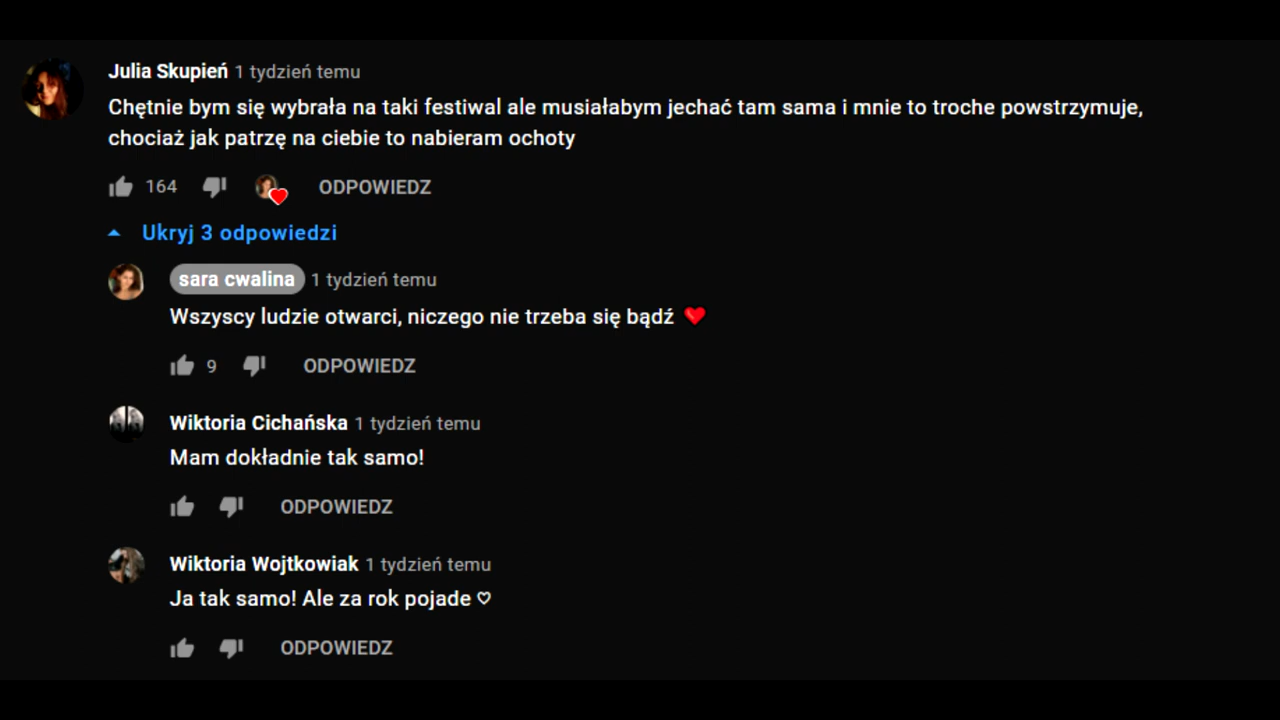 Julia Skupień 1 tydzień temu
Chętnie bym się wybrała na taki festiwal ale musiałabym jechać tam sama i mnie to troche powstrzymuje,
chociaż jak patrzę na ciebie to nabieram ochoty
164 ODPOWIEDZ
Ukryj 3 odpowiedzi
sara cwalina 1 tydzień temu
Wszyscy ludzie otwarci, niczego nie trzeba się bądź ❤️
9 ODPOWIEDZ
Wiktoria Cichańska 1 tydzień temu
Mam dokładnie tak samo!
ODPOWIEDZ
Wiktoria Wojtkowiak 1 tydzień temu
Ja tak samo! Ale za rok pojade ♡
ODPOWIEDZ